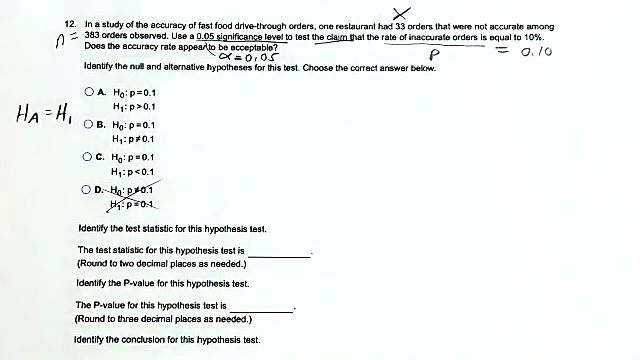 X
12. In a study of the accuracy of fast food drive-through orders, one restaurant had 33 orders that were not accurate among
n = 383 orders observed. Use a 0.05 significance level to test the claim that the rate of inaccurate orders is equal to 10%.
Does the accuracy rate appear to be acceptable?
α = 0.05
P = 0.10
Identify the null and alternative hypotheses for this test. Choose the correct answer below.
HA = H1
A. H0: p=0.1
H1: p>0.1
B. H0: p=0.1
H1: p≠0.1
C. H0: p=0.1
H1: p<0.1
D. H0: p≠0.1
H1: p=0.1
Identify the test statistic for this hypothesis test.
The test statistic for this hypothesis test is ________.
(Round to two decimal places as needed.)
Identify the P-value for this hypothesis test.
The P-value for this hypothesis test is ________.
(Round to three decimal places as needed.)
Identify the conclusion for this hypothesis test.